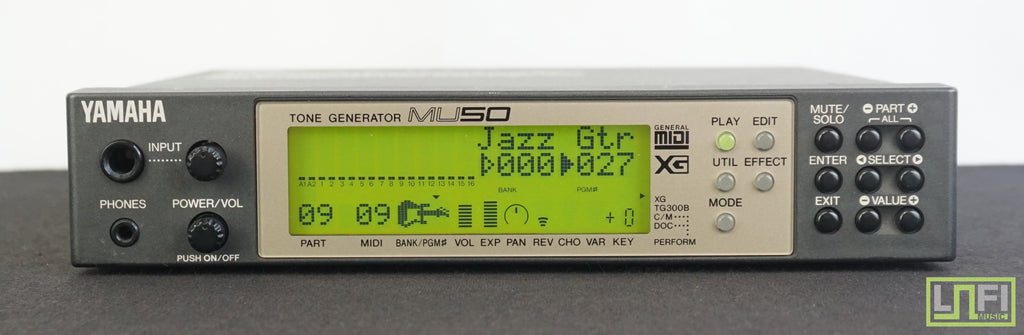 YAMAHA
INPUT
PHONES
POWER/VOL
PUSH ON/OFF
TONE GENERATOR MU50
Jazz Gtr
000 027
A1 A2 1 2 3 4 5 6 7 8 9 10 11 12 13 14 15 16
BANK PGM#
09 09 +0
PART MIDI BANK/PGM# VOL EXP PAN REV CHO VAR KEY
GENERAL
MIDI
XG
XG
TG300B
C/M
DOC
PERFORM
PLAY EDIT
UTIL EFFECT
MODE
MUTE/
SOLO
PART
ALL
ENTER
SELECT
EXIT
VALUE
LNFI
MUSIC